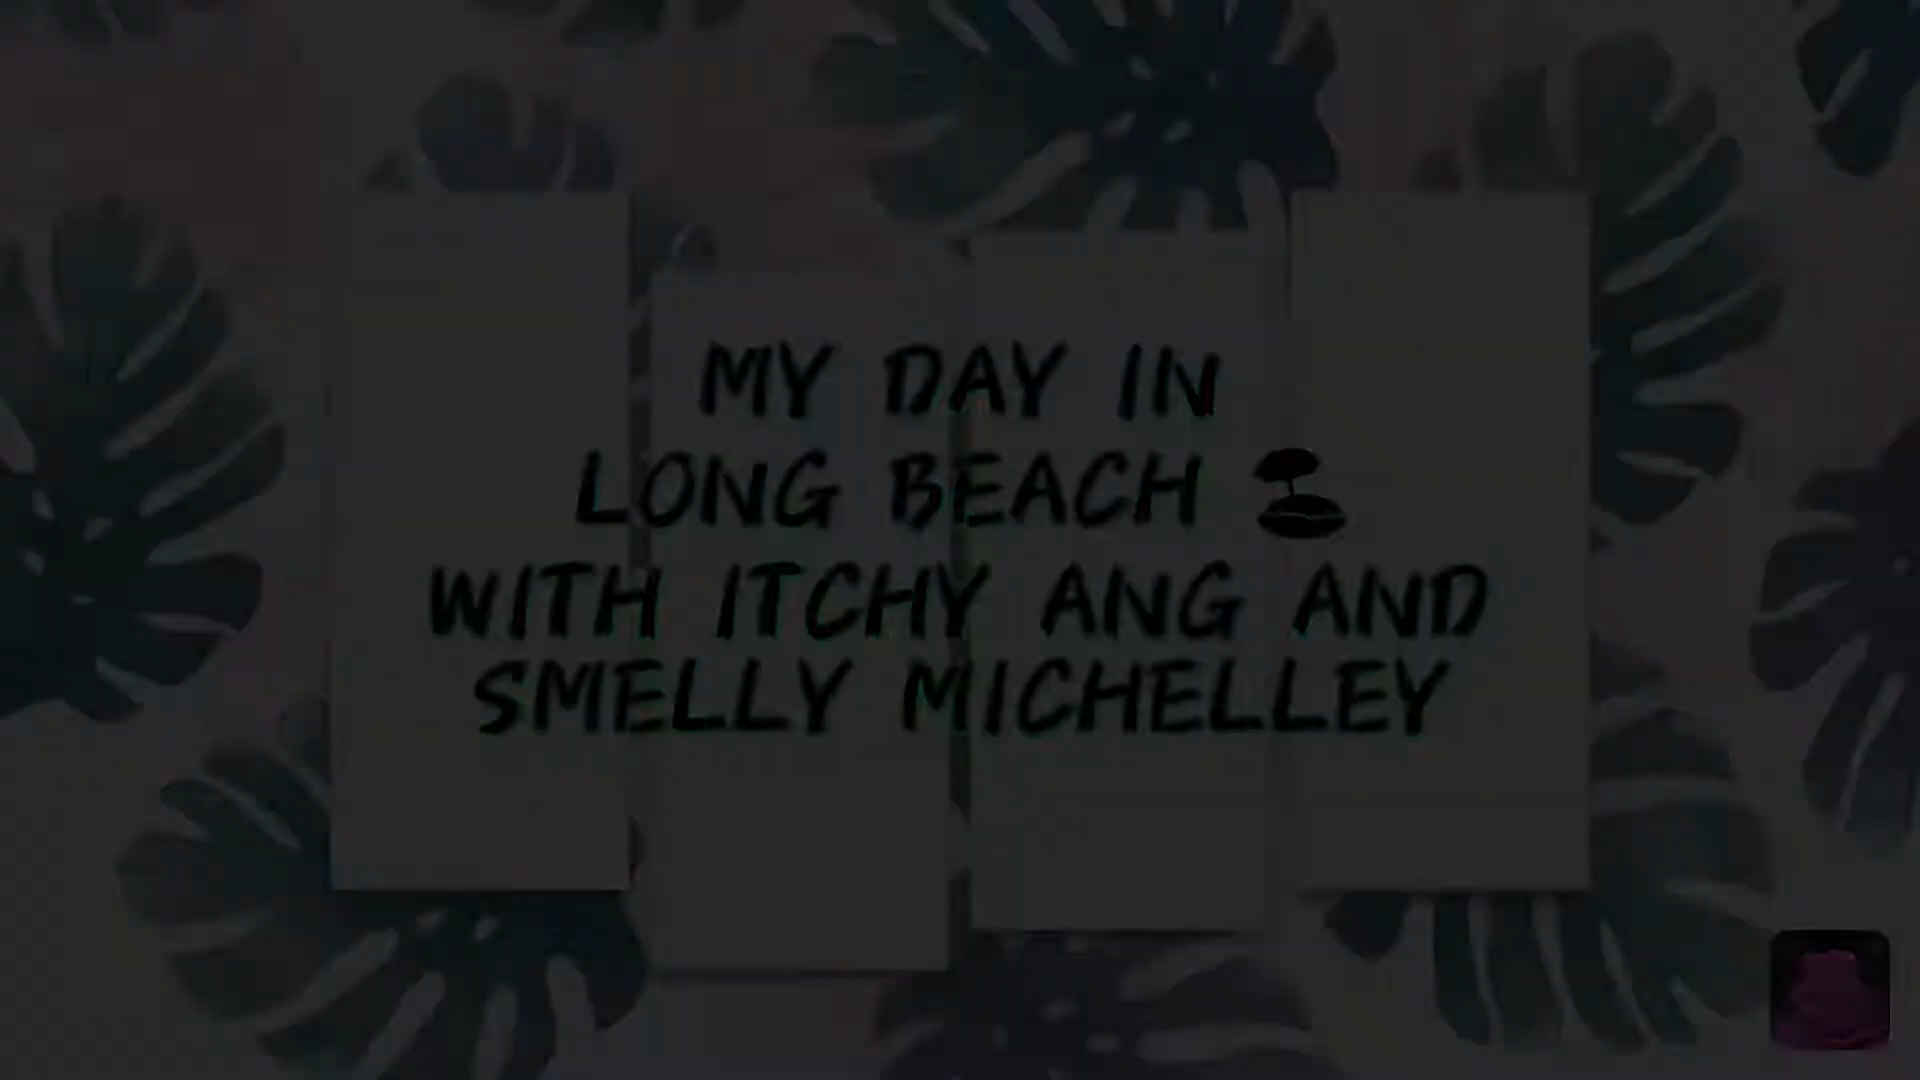 MY DAY IN
LONG BEACH 🏖
WITH ITCHY ANG AND
SMELLY MICHELLEY